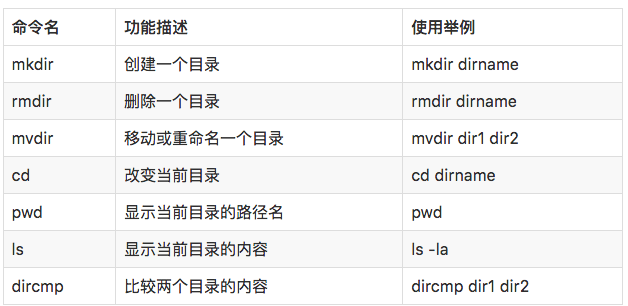 命令名 功能描述 使用举例
mkdir 创建一个目录 mkdir dirname
rmdir 删除一个目录 rmdir dirname
mvdir 移动或重命名一个目录 mvdir dir1 dir2
cd 改变当前目录 cd dirname
pwd 显示当前目录的路径名 pwd
ls 显示当前目录的内容 ls -la
dircmp 比较两个目录的内容 dircmp dir1 dir2